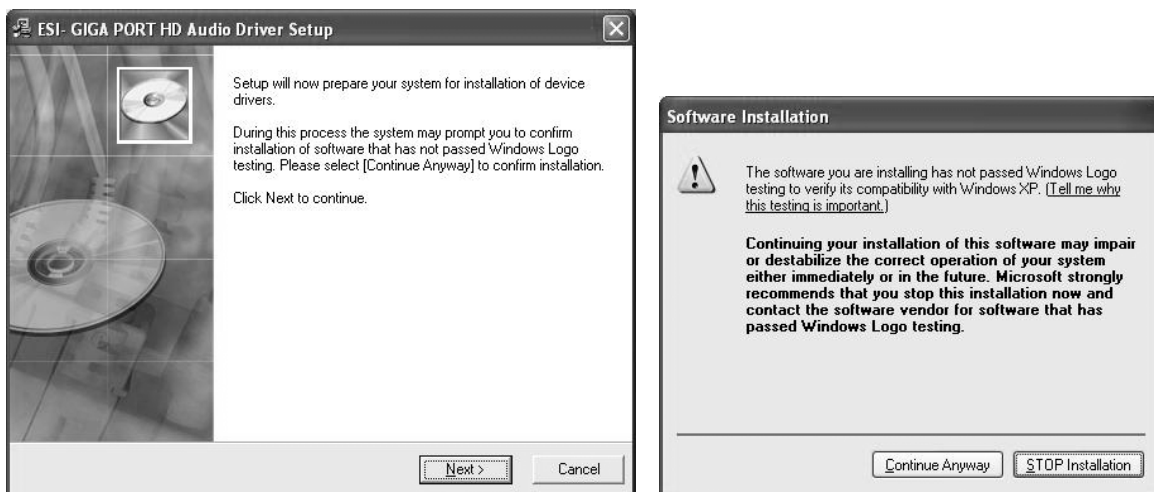 ESI- GIGA PORT HD Audio Driver Setup
Setup will now prepare your system for installation of device
drivers.
During this process the system may prompt you to confirm
installation of software that has not passed Windows Logo
testing. Please select [Continue Anyway] to confirm installation.
Click Next to continue.
Next >
Cancel
Software Installation
The software you are installing has not passed Windows Logo
testing to verify its compatibility with Windows XP. (Tell me why
this testing is important.)
Continuing your installation of this software may impair
or destabilize the correct operation of your system
either immediately or in the future. Microsoft strongly
recommends that you stop this installation now and
contact the software vendor for software that has
passed Windows Logo testing.
Continue Anyway
STOP Installation